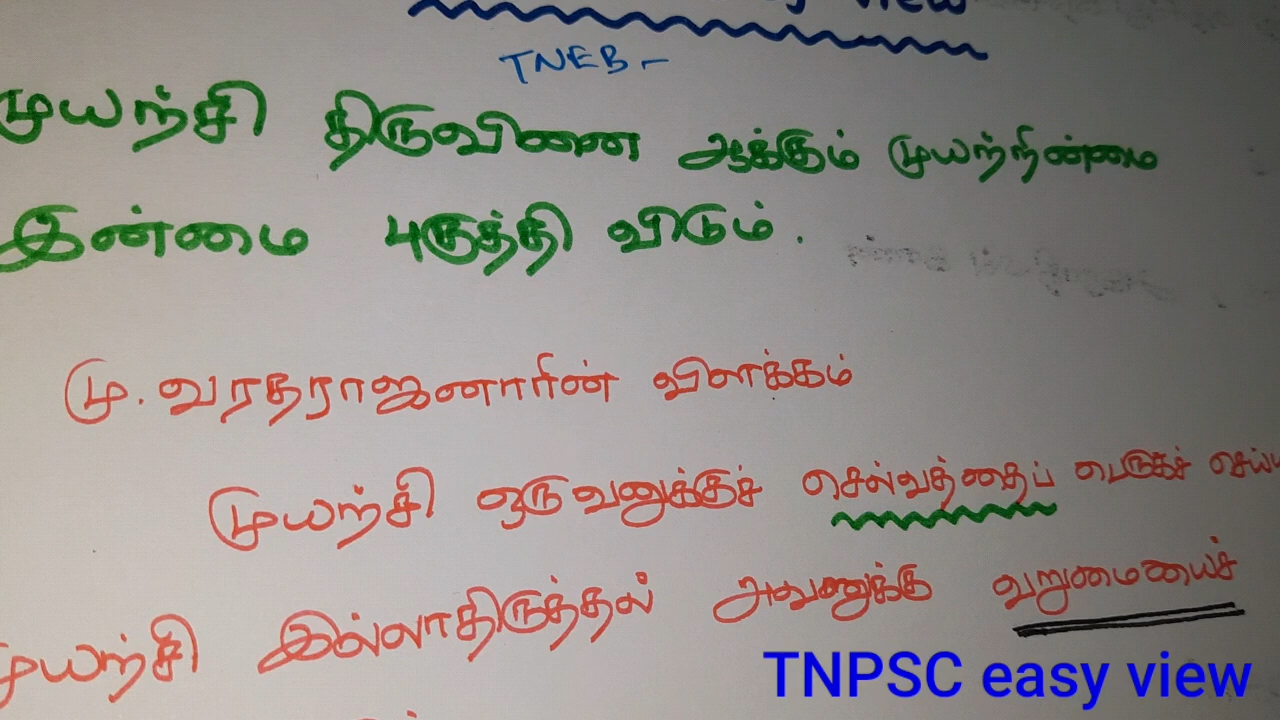 view
TNEB -
முயற்சி திருவினை ஆக்கும் முயற்றின்மை
இன்மை புகுத்தி விடும்.
மு. வரதராஜனாரின் விளக்கம்
முயற்சி ஒருவனுக்குச் செல்வத்தைப் பெருகச் செய்
முயற்சி இல்லாதிருத்தல் அவனுக்கு வறுமையைச்
TNPSC easy view